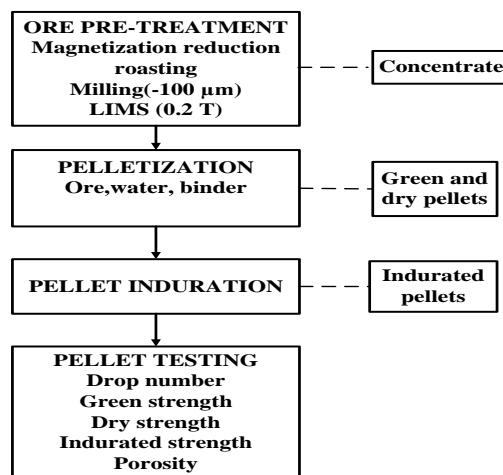 ORE PRE-TREATMENT
Magnetization reduction
roasting
Milling(-100 µm)
LIMS (0.2 T)
Concentrate
PELLETIZATION
Ore,water, binder
Green and
dry pellets
PELLET INDURATION
Indurated
pellets
PELLET TESTING
Drop number
Green strength
Dry strength
Indurated strength
Porosity